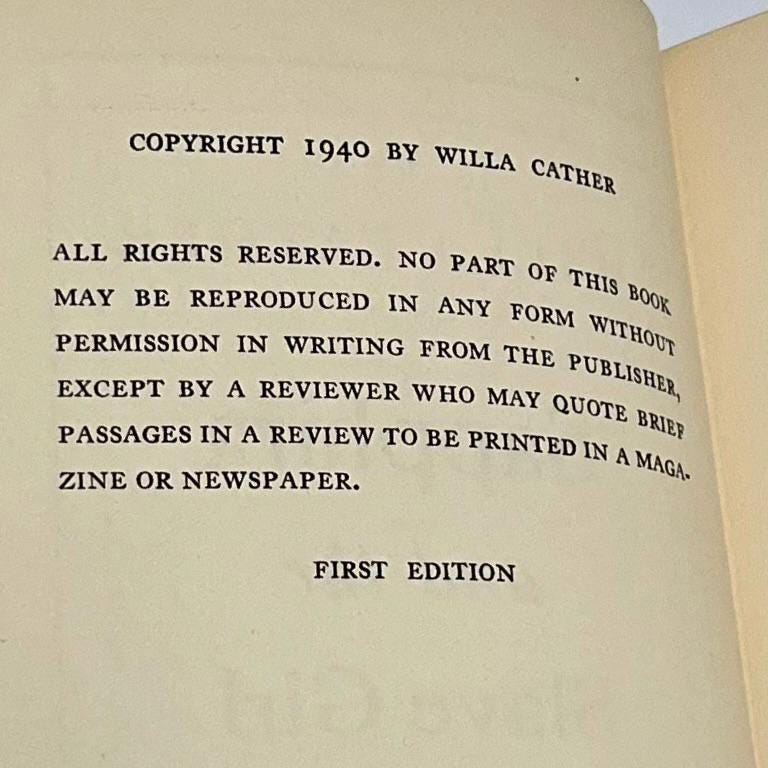 COPYRIGHT 1940 BY WILLA CATHER
ALL RIGHTS RESERVED. NO PART OF THIS BOOK
MAY BE REPRODUCED IN ANY FORM WITHOUT
PERMISSION IN WRITING FROM THE PUBLISHER,
EXCEPT BY A REVIEWER WHO MAY QUOTE BRIEF
PASSAGES IN A REVIEW TO BE PRINTED IN A MAGA-
ZINE OR NEWSPAPER.
FIRST EDITION